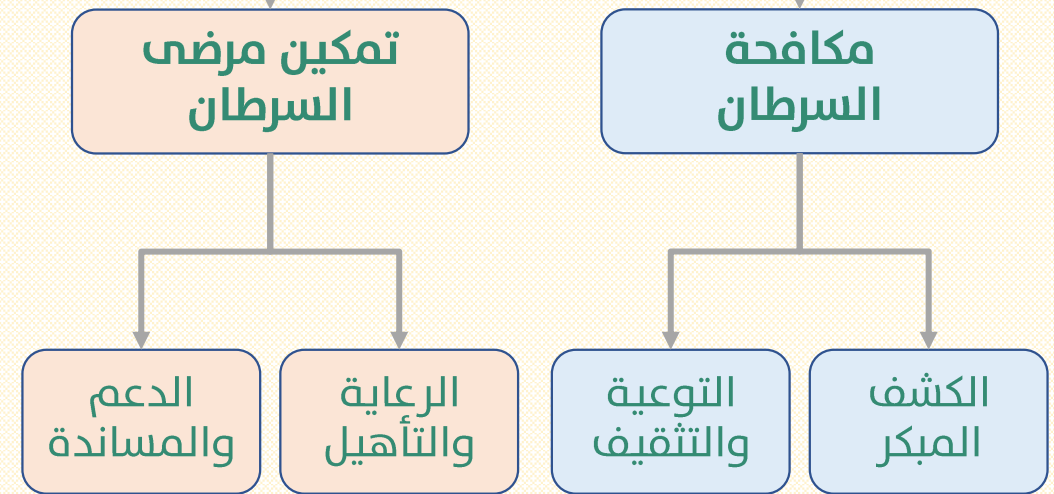 مكافحة
السرطان
تمكين مرضى
السرطان
الكشف
المبكر
التوعية
والتثقيف
الرعاية
والتأهيل
الدعم
والمساندة